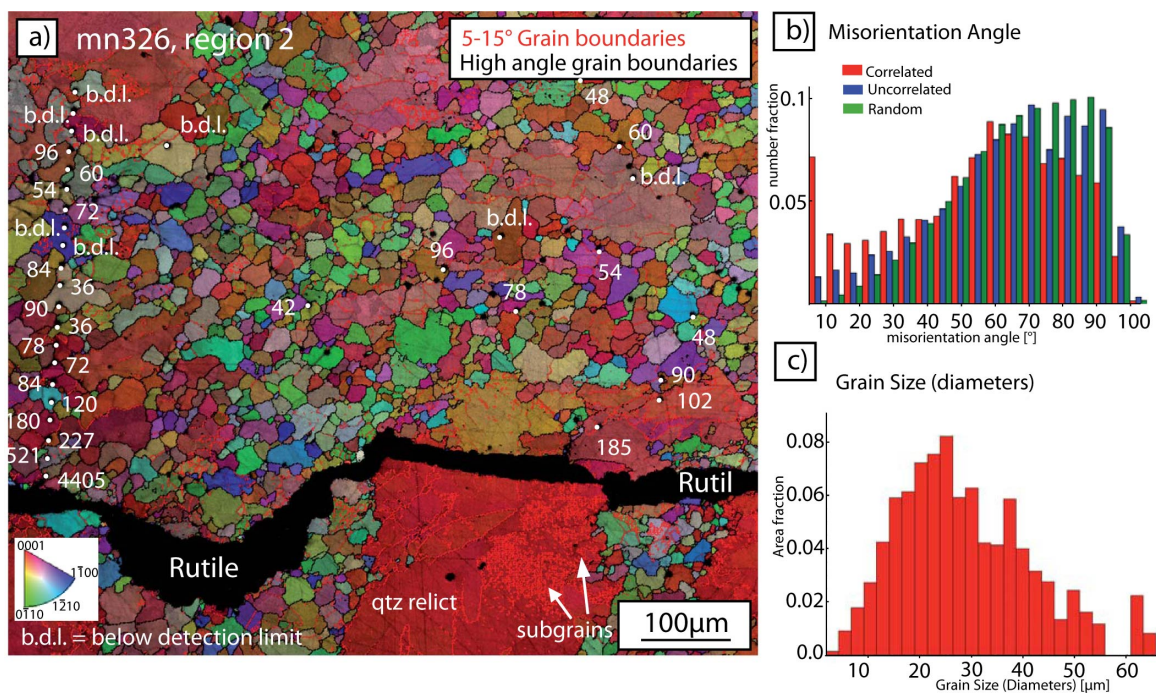 a) mn326, region 2
5-15° Grain boundaries
High angle grain boundaries
b.d.l.
b.d.l.
b.d.l.
b.d.l.
96
60
54
72
b.d.l.
b.d.l.
84
36
90
36
78
72
84
120
180
227
521
4405
48
60
b.d.l.
b.d.l.
96
54
42
78
48
90
102
185
Rutil
Rutile
qtz relict
subgrains
0001
11̅00
01̅10
12̅10
b.d.l. = below detection limit
100µm
b) Misorientation Angle
Correlated
Uncorrelated
Random
number fraction
0.1
0.05
10 20 30 40 50 60 70 80 90 100
misorientation angle [°]
c) Grain Size (diameters)
Area fraction
0.08
0.06
0.04
0.02
0.0
10 20 30 40 50 60
Grain Size (Diameters) [µm]